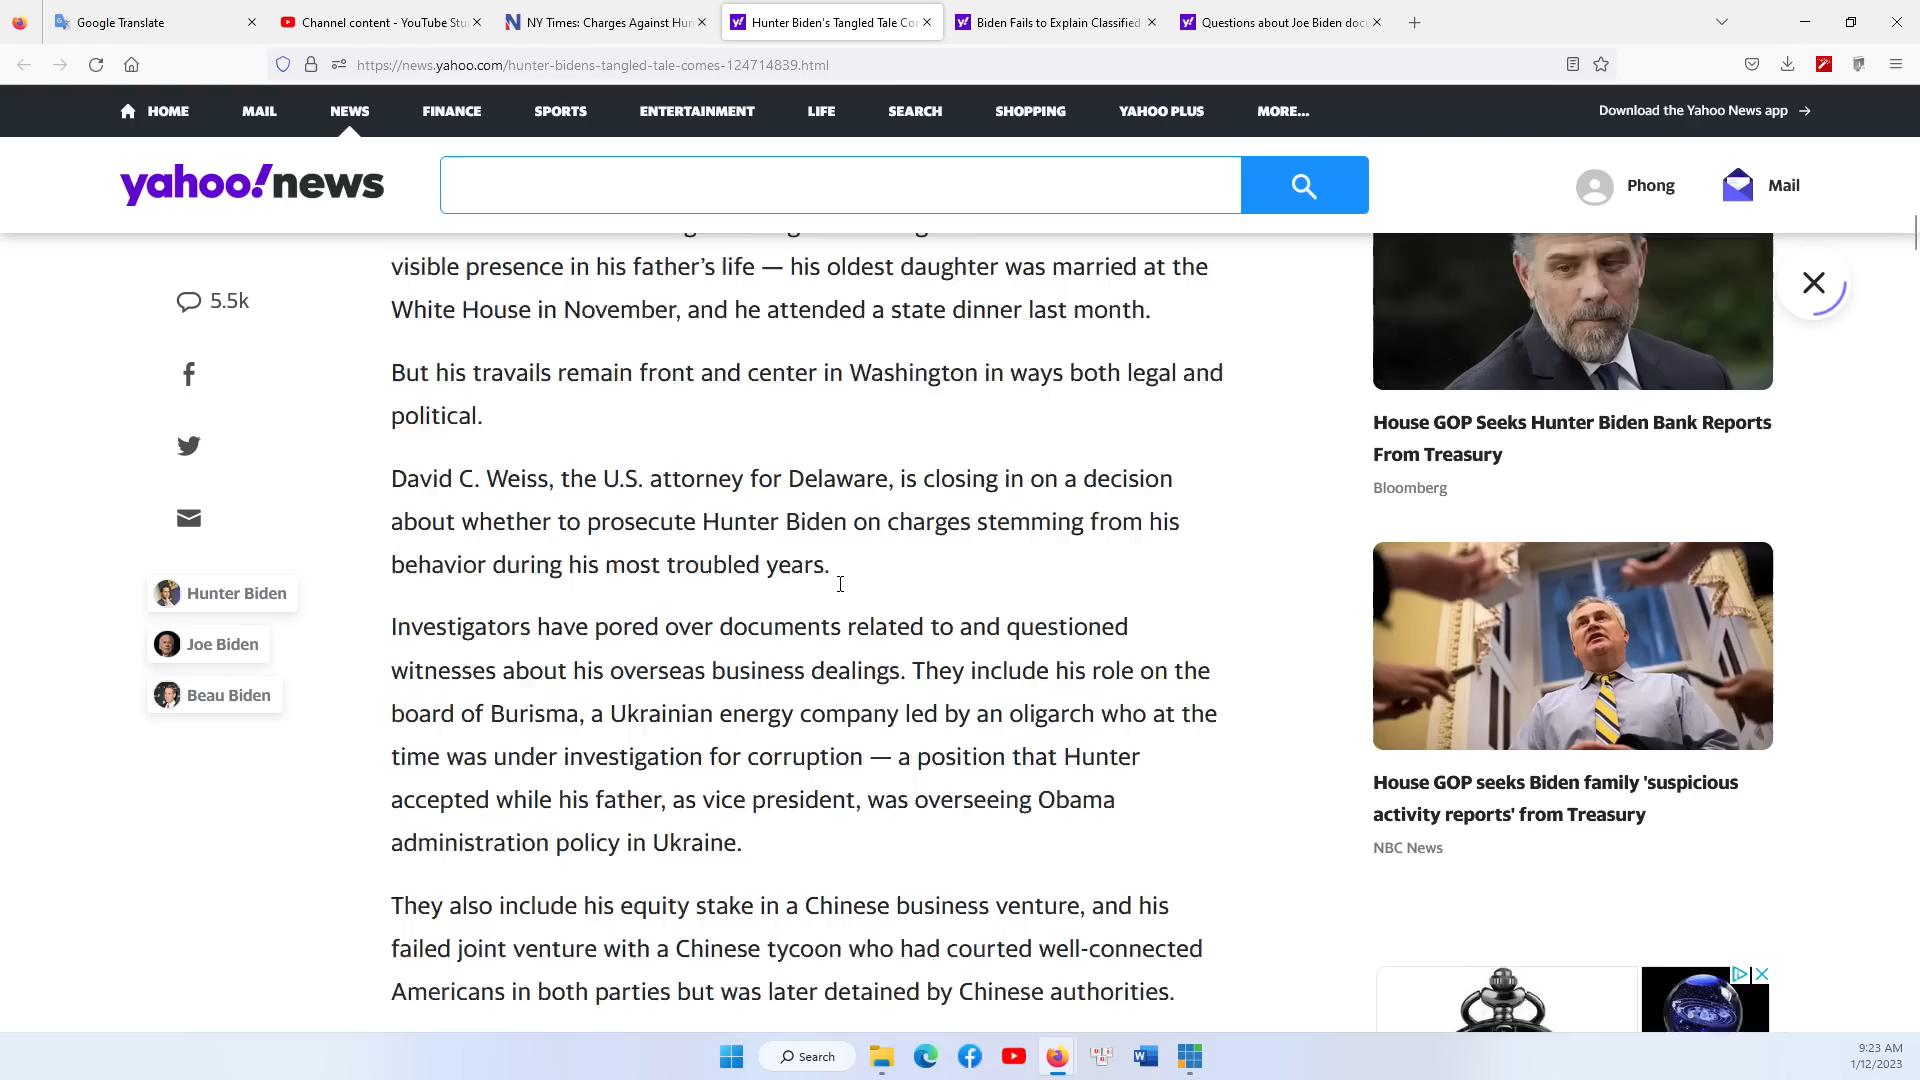 Google Translate
Channel content - YouTube Stu
NY Times: Charges Against Hun
Hunter Biden's Tangled Tale Co
Biden Fails to Explain Classified
Questions about Joe Biden docu
https://news.yahoo.com/hunter-bidens-tangled-tale-comes-124714839.html
HOME
MAIL
NEWS
FINANCE
SPORTS
ENTERTAINMENT
LIFE
SEARCH
SHOPPING
YAHOO PLUS
MORE...
Download the Yahoo News app
yahoo!news
Phong
Mail
5.5k
Hunter Biden
Joe Biden
Beau Biden
visible presence in his father’s life — his oldest daughter was married at the
White House in November, and he attended a state dinner last month.
But his travails remain front and center in Washington in ways both legal and
political.
David C. Weiss, the U.S. attorney for Delaware, is closing in on a decision
about whether to prosecute Hunter Biden on charges stemming from his
behavior during his most troubled years.
Investigators have pored over documents related to and questioned
witnesses about his overseas business dealings. They include his role on the
board of Burisma, a Ukrainian energy company led by an oligarch who at the
time was under investigation for corruption — a position that Hunter
accepted while his father, as vice president, was overseeing Obama
administration policy in Ukraine.
They also include his equity stake in a Chinese business venture, and his
failed joint venture with a Chinese tycoon who had courted well-connected
Americans in both parties but was later detained by Chinese authorities.
House GOP Seeks Hunter Biden Bank Reports
From Treasury
Bloomberg
House GOP seeks Biden family 'suspicious
activity reports' from Treasury
NBC News
Search
9:23 AM
1/12/2023